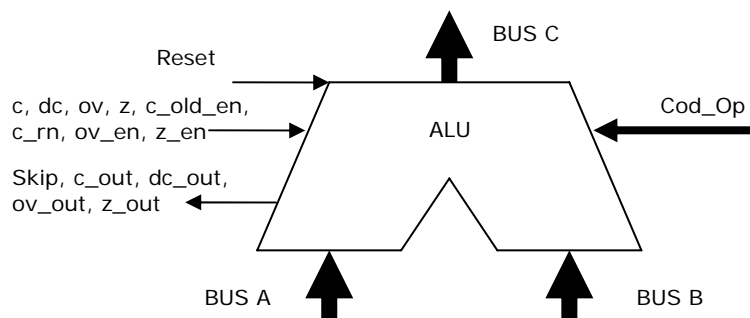 BUS C
Reset
c, dc, ov, z, c_old_en,
c_rn, ov_en, z_en
Cod_Op
ALU
Skip, c_out, dc_out,
ov_out, z_out
BUS A
BUS B